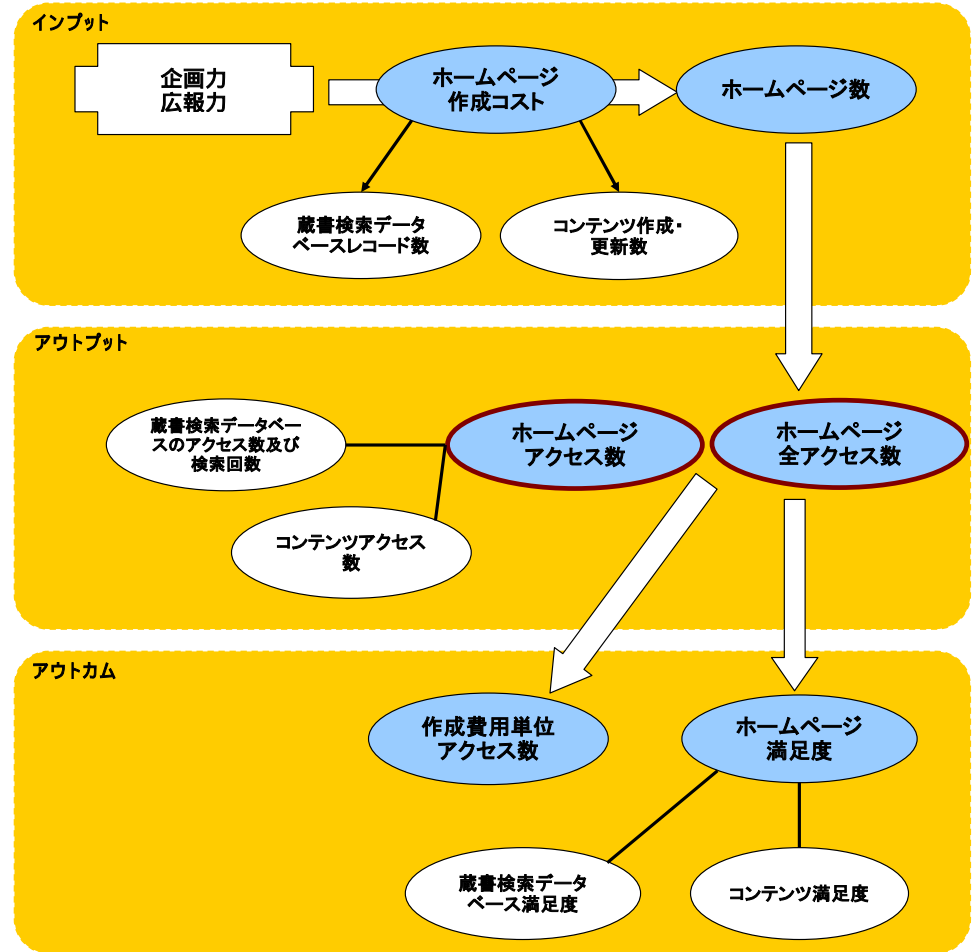 インプット
企画力
広報力
ホームページ
作成コスト
ホームページ数
蔵書検索データ
ベースレコード数
コンテンツ作成・
更新数
アウトプット
蔵書検索データベー
スのアクセス数及び
検索回数
ホームページ
アクセス数
ホームページ
全アクセス数
コンテンツアクセス
数
アウトカム
作成費用単位
アクセス数
ホームページ
満足度
蔵書検索データ
ベース満足度
コンテンツ満足度